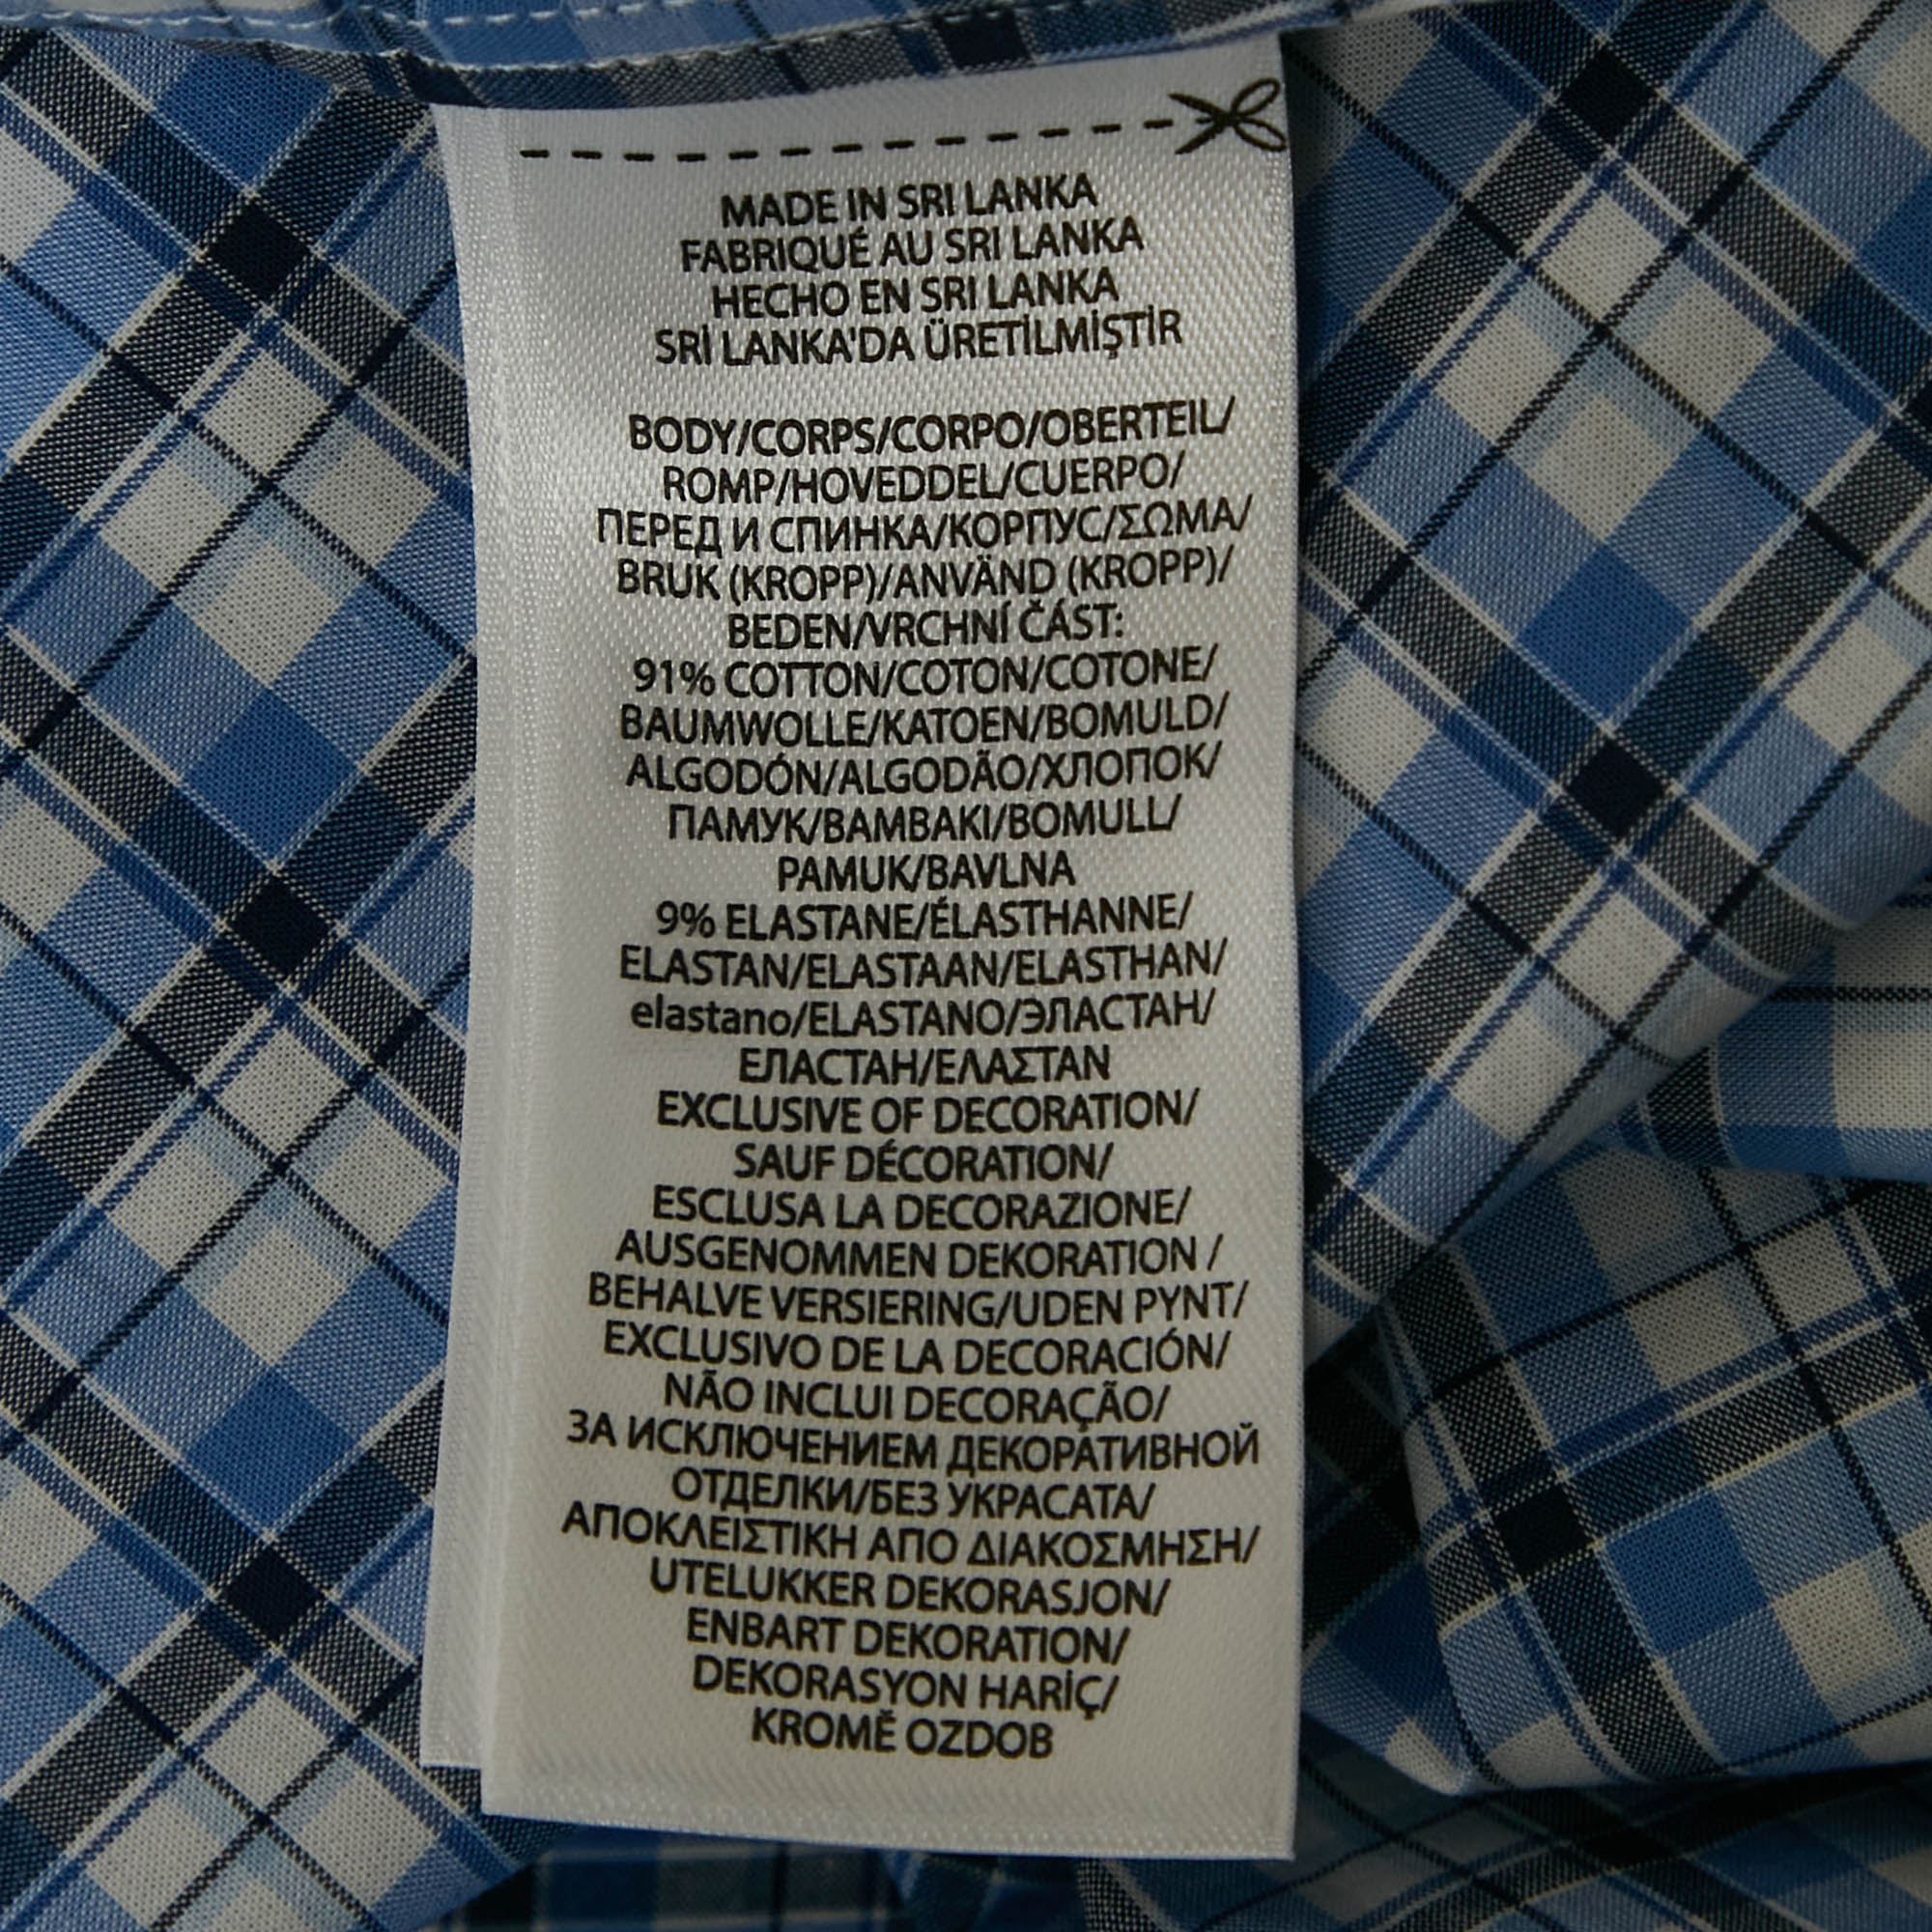 MADE IN SRI LANKA
FABRIQUÉ AU SRI LANKA
HECHO EN SRI LANKA
SRİ LANKA'DA ÜRETİLMİŞTİR
BODY/CORPS/CORPO/OBERTEIL/
ROMP/HOVEDDEL/CUERPO/
ПЕРЕД И СПИНКА/КОРПУС/ΣΩΜΑ/
BRUK (KROPP)/ANVÄND (KROPP)/
BEDEN/VRCHNÍ ČÁST:
91% COTTON/COTON/COTONE/
BAUMWOLLE/KATOEN/BOMULD/
ALGODÓN/ALGODÃO/ХЛОПОК/
ПАМУК/BAMBAKI/BOMULL/
PAMUK/BAVLNA
9% ELASTANE/ÉLASTHANNE/
ELASTAN/ELASTAAN/ELASTHAN/
elastano/ELASTANO/ЭЛАСТАН/
ЕЛАСТАН/ΕΛΑΣΤΑΝ
EXCLUSIVE OF DECORATION/
SAUF DÉCORATION/
ESCLUSA LA DECORAZIONE/
AUSGENOMMEN DEKORATION /
BEHALVE VERSIERING/UDEN PYNT/
EXCLUSIVO DE LA DECORACIÓN/
NÃO INCLUI DECORAÇÃO/
ЗА ИСКЛЮЧЕНИЕМ ДЕКОРАТИВНОЙ
ОТДЕЛКИ/БЕЗ УКРАСАТА/
ΑΠΟΚΛΕΙΣΤΙΚΗ ΑΠΟ ΔΙΑΚΟΣΜΗΣΗ/
UTELUKKER DEKORASJON/
ENBART DEKORATION/
DEKORASYON HARİÇ/
KROMĚ OZDOB